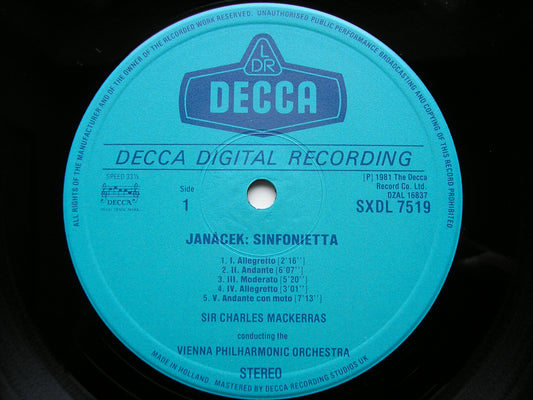 ALL RIGHTS OF THE MANUFACTURER AND OF THE OWNER OF THE RECORDED WORK RESERVED. UNAUTHORISED PUBLIC PERFORMANCE BROADCASTING AND COPYING OF THIS RECORD PROHIBITED
L
DR
DECCA
DECCA DIGITAL RECORDING
SPEED 33⅓
DECCA
Side
1
[P] 1981 The Decca
Record Co. Ltd.
DZAL 16837
SXDL 7519
JANÁCEK: SINFONIETTA
1. I. Allegretto [2'16'']
2. II. Andante [6'07'']
3. III. Moderato [5'20'']
4. IV. Allegretto [3'01'']
5. V. Andante con moto [7'13'']
SIR CHARLES MACKERRAS
conducting the
VIENNA PHILHARMONIC ORCHESTRA
STEREO
MADE IN HOLLAND. MASTERED BY DECCA RECORDING STUDIOS UK